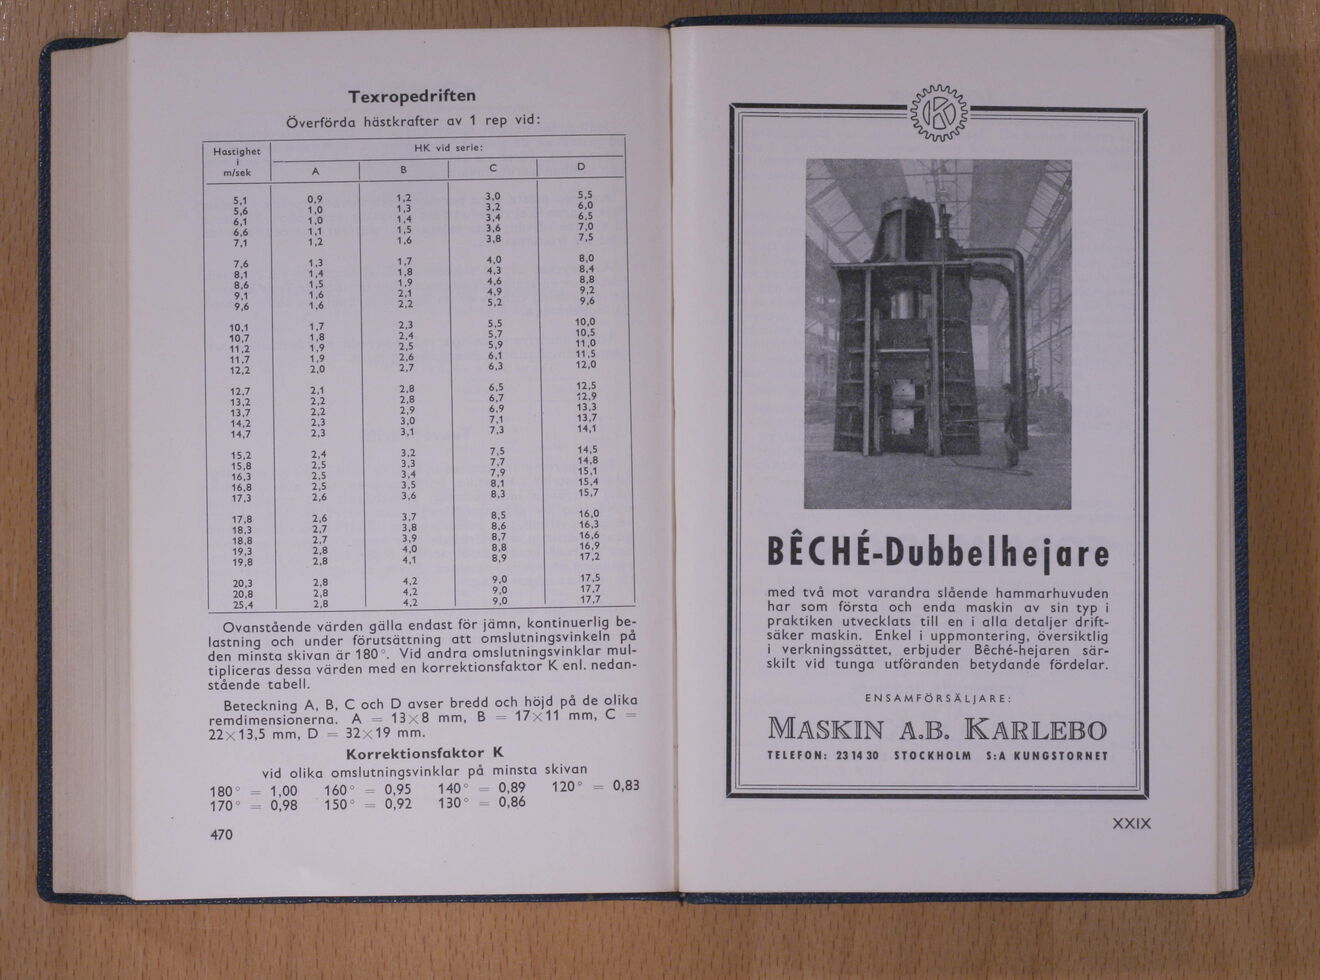 Texropedriften
Överförda hästkrafter av 1 rep vid:
Hastighet i m/sek HK vid serie:
A B C D
5,1 0,9 1,2 3,0 5,5
5,6 1,0 1,3 3,2 6,0
6,1 1,0 1,4 3,4 6,5
6,6 1,1 1,5 3,6 7,0
7,1 1,2 1,6 3,8 7,5
7,6 1,3 1,7 4,0 8,0
8,1 1,4 1,8 4,3 8,4
8,6 1,5 1,9 4,6 8,8
9,1 1,6 2,1 4,9 9,2
9,6 1,6 2,2 5,2 9,6
10,1 1,7 2,3 5,5 10,0
10,7 1,8 2,4 5,7 10,5
11,2 1,9 2,5 5,9 11,0
11,7 1,9 2,6 6,1 11,5
12,2 2,0 2,7 6,3 12,0
12,7 2,1 2,8 6,5 12,5
13,2 2,2 2,8 6,7 12,9
13,7 2,2 2,9 6,9 13,3
14,2 2,3 3,0 7,1 13,7
14,7 2,3 3,1 7,3 14,1
15,2 2,4 3,2 7,5 14,5
15,8 2,5 3,3 7,7 14,8
16,3 2,5 3,4 7,9 15,1
16,8 2,5 3,5 8,1 15,4
17,3 2,6 3,6 8,3 15,7
17,8 2,6 3,7 8,5 16,0
18,3 2,7 3,8 8,6 16,3
18,8 2,7 3,9 8,7 16,6
19,3 2,8 4,0 8,8 16,9
19,8 2,8 4,1 8,9 17,2
20,3 2,8 4,2 9,0 17,5
20,8 2,8 4,2 9,0 17,7
25,4 2,8 4,2 9,0 17,7
Ovanstående värden gälla endast för jämn, kontinuerlig be-
lastning och under förutsättning att omslutningsvinkeln på
den minsta skivan är 180°. Vid andra omslutningsvinklar mul-
tipliceras dessa värden med en korrektionsfaktor K enl. nedan-
stående tabell.
Beteckning A, B, C och D avser bredd och höjd på de olika
remdimensionerna. A = 13×8 mm, B = 17×11 mm, C =
22×13,5 mm, D = 32×19 mm.
Korrektionsfaktor K
vid olika omslutningsvinklar på minsta skivan
180° = 1,00 160° = 0,95 140° = 0,89 120° = 0,83
170° = 0,98 150° = 0,92 130° = 0,86
470
BÊCHÉ-Dubbelhejare
med två mot varandra slående hammarhuvuden
har som första och enda maskin av sin typ i
praktiken utvecklats till en i alla detaljer drift-
säker maskin. Enkel i uppmontering, översiktlig
i verkningssättet, erbjuder Bêché-hejaren sär-
skilt vid tunga utföranden betydande fördelar.
ENSAMFÖRSÄLJARE:
MASKIN A.B. KARLEBO
TELEFON: 23 14 30 STOCKHOLM S:A KUNGSTORNET
XXIX